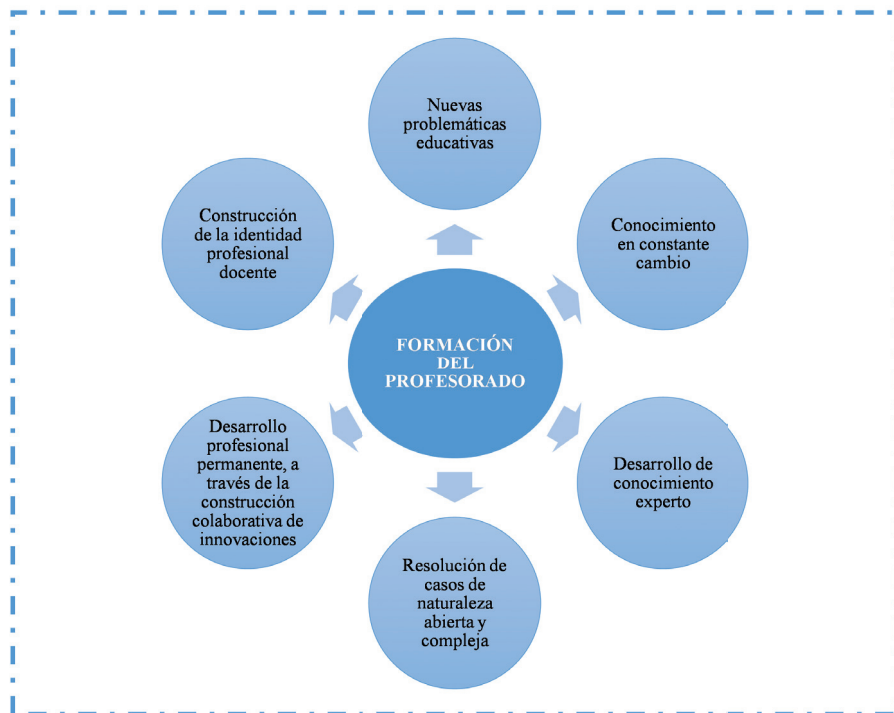 Nuevas
problemáticas
educativas
Construcción
de la identidad
profesional
docente
Conocimiento
en constante
cambio
FORMACIÓN
DEL
PROFESORADO
Desarrollo
profesional
permanente, a
través de la
construcción
colaborativa de
innovaciones
Desarrollo de
conocimiento
experto
Resolución de
casos de
naturaleza
abierta y
compleja